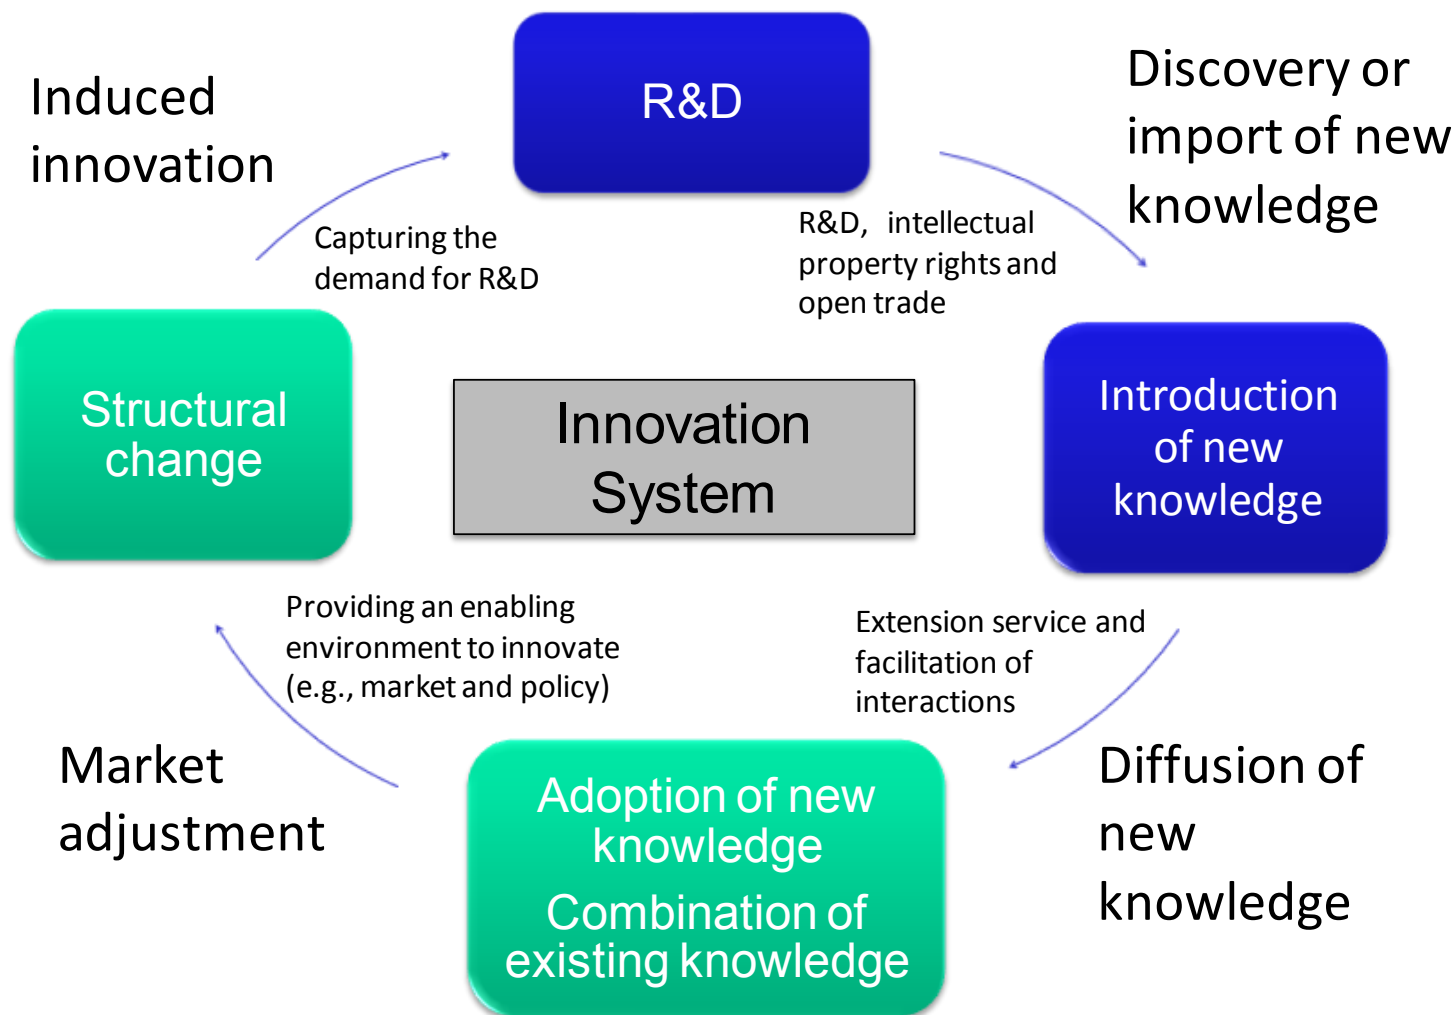 R&D
Induced
innovation
Discovery or
import of new
knowledge
Capturing the
demand for R&D
R&D, intellectual
property rights and
open trade
Structural
change
Innovation
System
Introduction
of new
knowledge
Providing an enabling
environment to innovate
(e.g., market and policy)
Extension service and
facilitation of
interactions
Market
adjustment
Adoption of new
knowledge
Combination of
existing knowledge
Diffusion of
new
knowledge